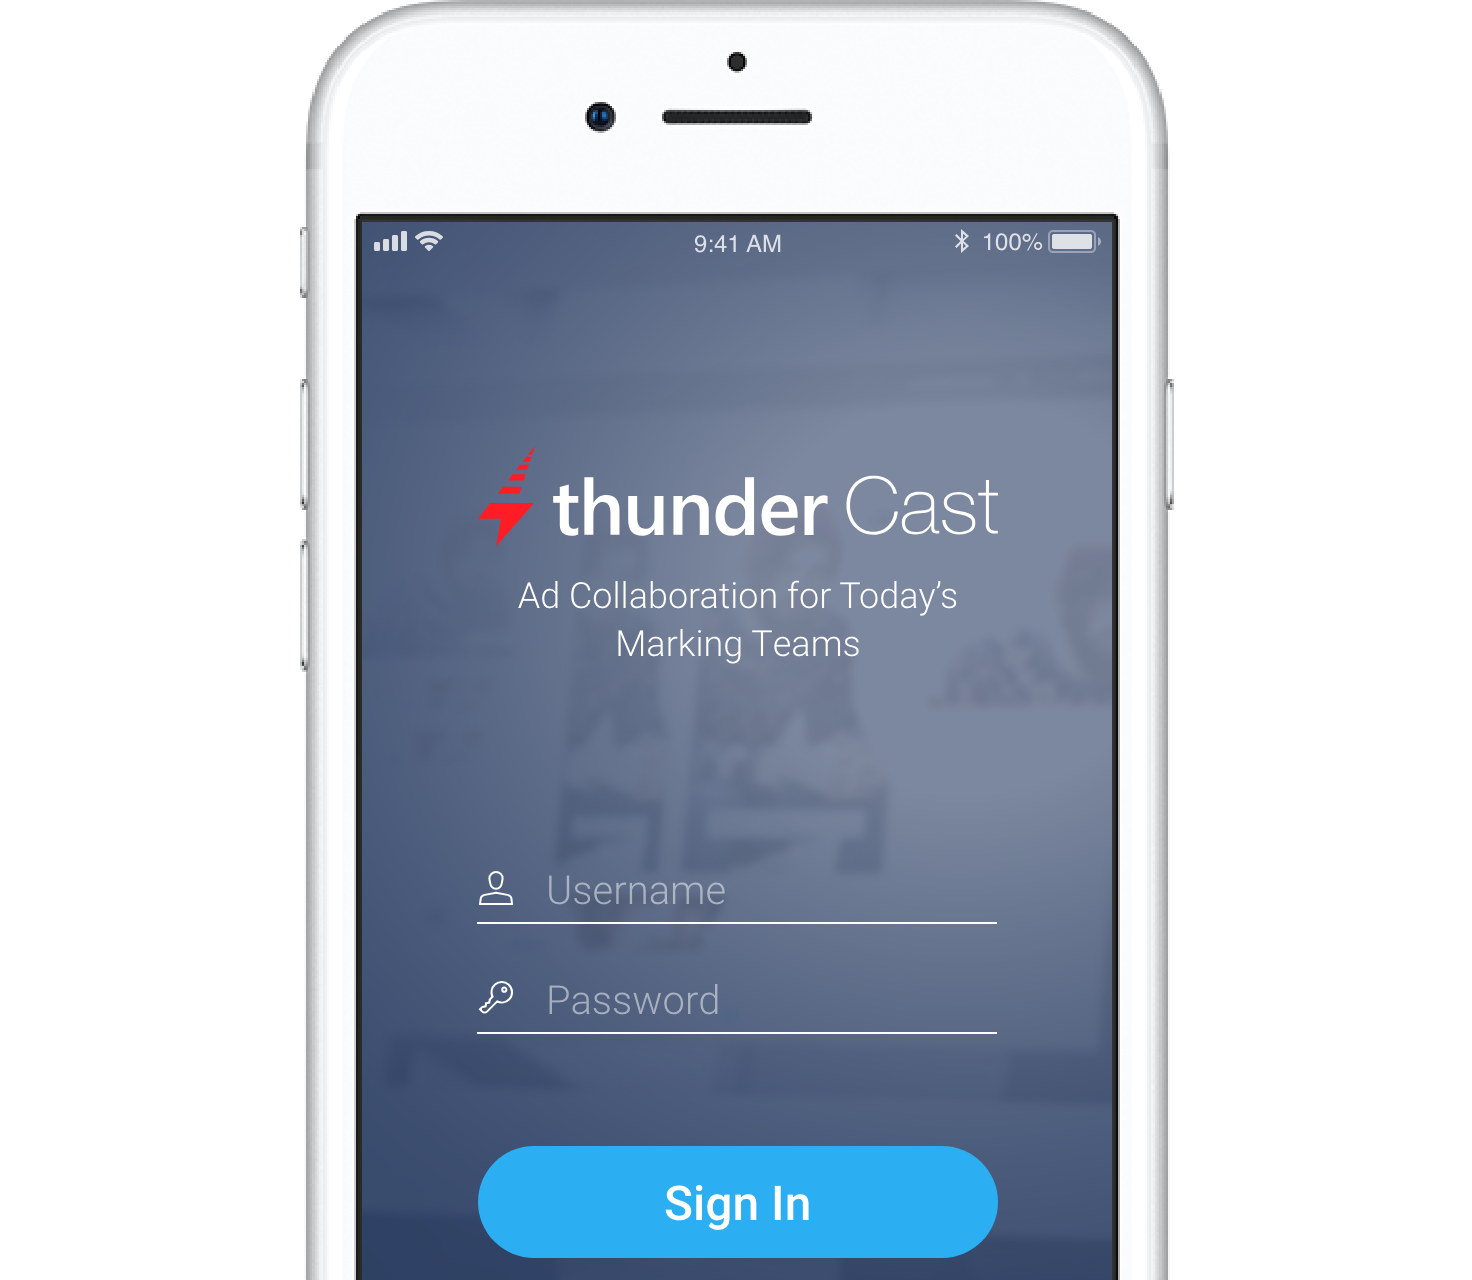 9:41 AM
100%
thunder Cast
Ad Collaboration for Today’s
Marking Teams
Username
Password
Sign In